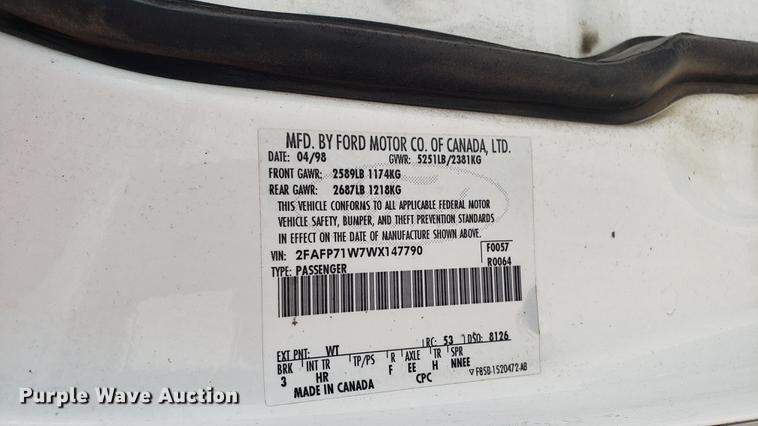 MFD. BY FORD MOTOR CO. OF CANADA, LTD.
DATE: 04/98 GVWR: 5251LB/2381KG
FRONT GAWR: 2589LB 1174KG
REAR GAWR: 2687LB 1218KG
THIS VEHICLE CONFORMS TO ALL APPLICABLE FEDERAL MOTOR
VEHICLE SAFETY, BUMPER, AND THEFT PREVENTION STANDARDS
IN EFFECT ON THE DATE OF MANUFACTURE SHOWN ABOVE.
VIN: 2FAFP71W7WX147790 F0057
TYPE: PASSENGER R0064
EXT PNT: WT RC: 53 DSO: 8126
BRK INT TR TP/PS R AXLE TR SPR
3 HR F EE H NNEE
MADE IN CANADA CPC ▽ F85B-1520472-AB
Purple Wave Auction